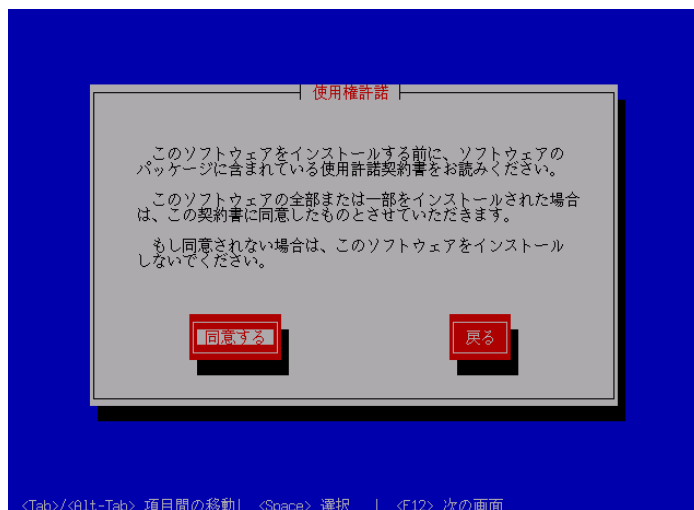 使用権許諾
このソフトウェアをインストールする前に、ソフトウェアの
パッケージに含まれている使用許諾契約書をお読みください。
このソフトウェアの全部または一部をインストールされた場合
は、この契約書に同意したものとさせていただきます。
もし同意されない場合は、このソフトウェアをインストール
しないでください。
同意する 戻る
<Tab>/<Alt-Tab> 項目間の移動| <Space> 選択 | <F12> 次の画面